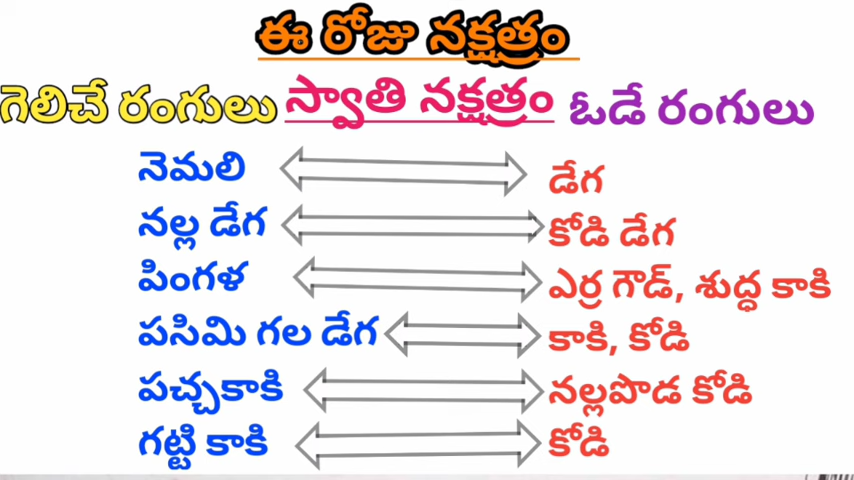 ఈ రోజు నక్షత్రం
గెలిచే రంగులు స్వాతి నక్షత్రం ఓడే రంగులు
నెమలి డేగ
నల్ల డేగ కోడి డేగ
పింగళ ఎర్ర గౌడ్, శుద్ధ కాకి
పసిమి గల డేగ కాకి, కోడి
పచ్చకాకి నల్లపొడ కోడి
గట్టి కాకి కోడి